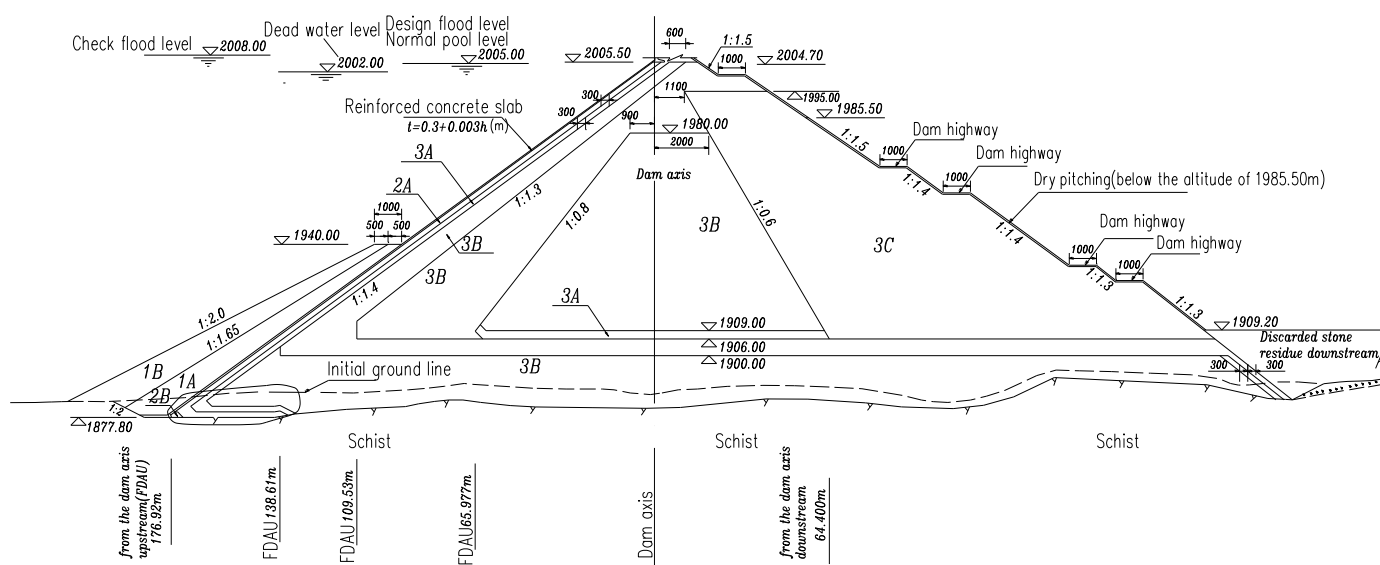 Check flood level
2008.00
Dead water level
2002.00
Design flood level
Normal pool level
2005.00
2005.50
600
1:1.5
1000
2004.70
1100
1995.00
1985.50
300
300
900
1980.00
2000
Dam axis
Reinforced concrete slab
t=0.3+0.003h(m)
3A
2A
1:1.3
1:1.5
1000
Dam highway
1:1.4
1000
Dam highway
Dry pitching(below the altitude of 1985.50m)
1:1.4
1000
500
500
1940.00
3B
3B
1:0.8
3B
1:0.6
3C
1000
Dam highway
1:1.3
1000
Dam highway
1:1.3
1:1.4
3A
1:2.0
1:1.65
1909.00
1906.00
1900.00
1909.20
Discarded stone
residue downstream
300
300
1B
1A
2B
1:2
3B
Initial ground line
1877.80
Schist
Schist
Schist
from the dam axis
upstream(FDAU)
176.92m
FDAU138.61m
FDAU109.53m
FDAU65.977m
Dam axis
from the dam axis
downstream
64.400m